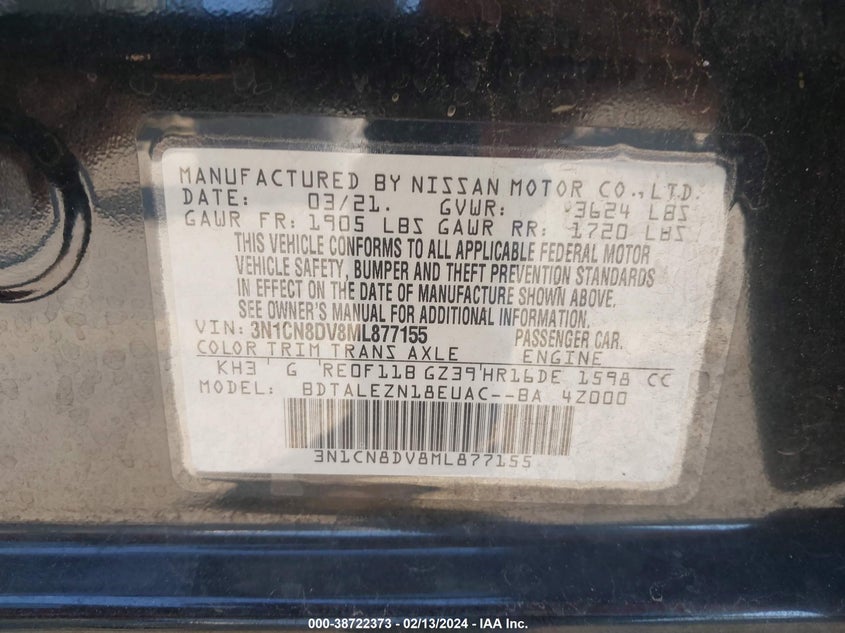 MANUFACTURED BY NISSAN MOTOR CO., LTD.
DATE: 03/21. GVWR: 3624 LBS
GAWR FR: 1905 LBS GAWR RR: 1720 LBS
THIS VEHICLE CONFORMS TO ALL APPLICABLE FEDERAL MOTOR
VEHICLE SAFETY, BUMPER AND THEFT PREVENTION STANDARDS
IN EFFECT ON THE DATE OF MANUFACTURE SHOWN ABOVE.
SEE OWNER'S MANUAL FOR ADDITIONAL INFORMATION.
VIN: 3N1CN8DV8ML877155 PASSENGER CAR.
COLOR TRIM TRANS AXLE ENGINE
KH3 G RE0F11B GZ39 HR16DE 1598 CC
MODEL: BDTALEZN18EUAC--BA 4Z000
3N1CN8DV8ML877155
000-38722373 - 02/13/2024 - IAA Inc.